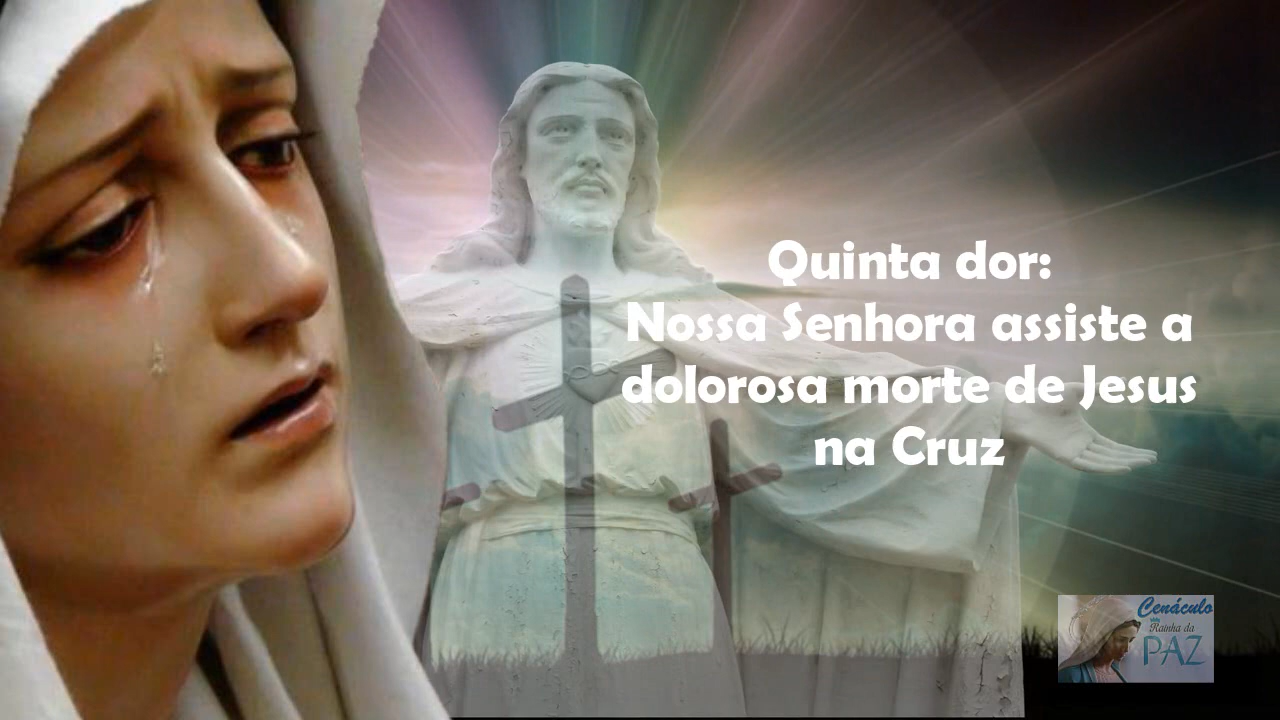 Quinta dor:
Nossa Senhora assiste a
dolorosa morte de Jesus
na Cruz
Cenáculo
Rainha da
PAZ